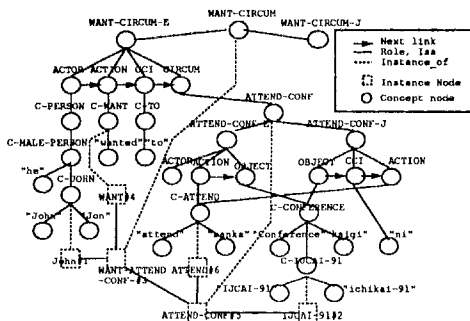 WANT-CIRCUM-E
WANT-CIRCUM
WANT-CIRCUM-J
Next link
Role, Isa
Instance_of
Instance Node
Concept node
ACTOR
ACTION
CCI
CIRCUM
C-PERSON
C-WANT
C-TO
ATTEND-CONF
ATTEND-CONF-E
ATTEND-CONF-J
C-MALE-PERSON
"wanted"
"to"
ACTOR
ACTION
OBJECT
OBJECT
CCI
ACTION
"he"
C-JOHN
C-ATTEND
C-CONFERENCE
"John"
"Jon"
WANT#4
"attend"
"sanka"
"Conference"
"kaigi"
"ni"
C-IJCAI-91
John#1
WANT-ATTEND
-CONF-#3
ATTEND#6
"IJCAI-91"
"ichikai-91"
ATTEND-CONF#5
IJCAI-91#2